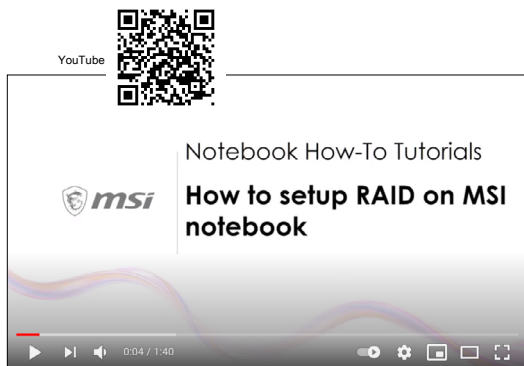 YouTube
Notebook How-To Tutorials
msi
How to setup RAID on MSI
notebook
0:04 / 1:40